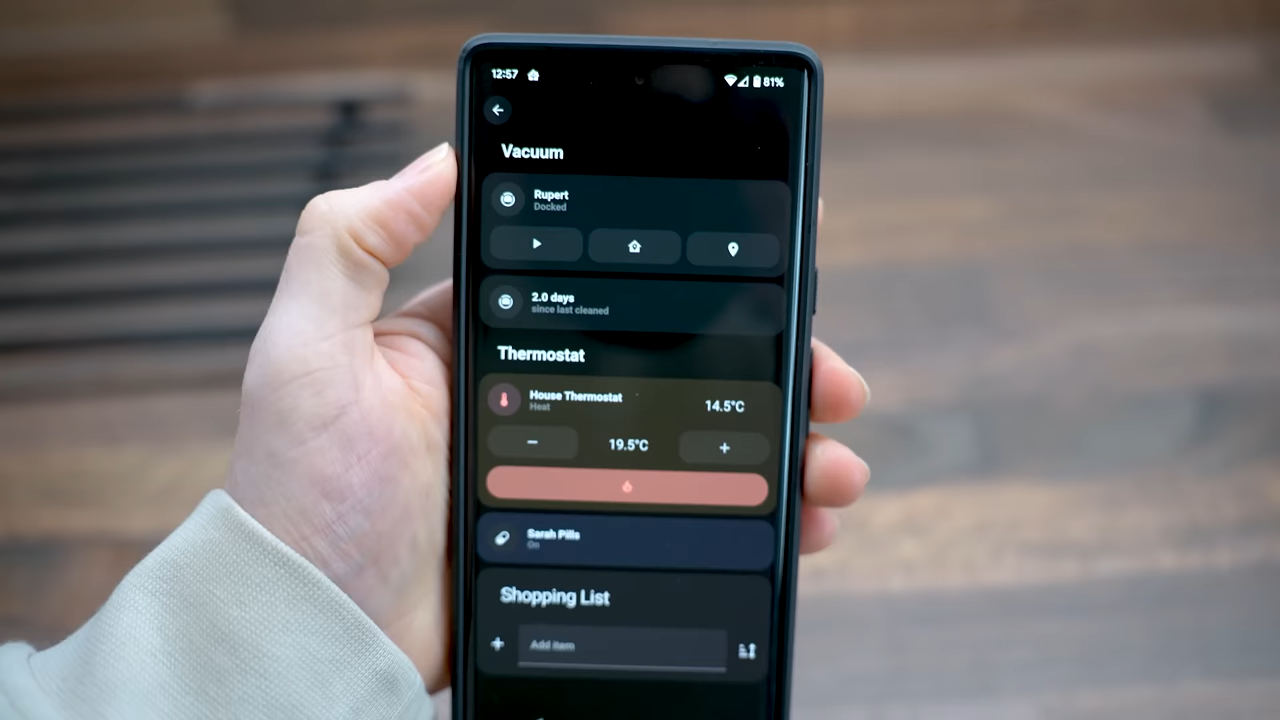 12:57
81%
Vacuum
Rupert
Docked
2.0 days
since last cleaned
Thermostat
House Thermostat
Heat
14.5°C
− 19.5°C +
Sarah Pills
On
Shopping List
+ Add item